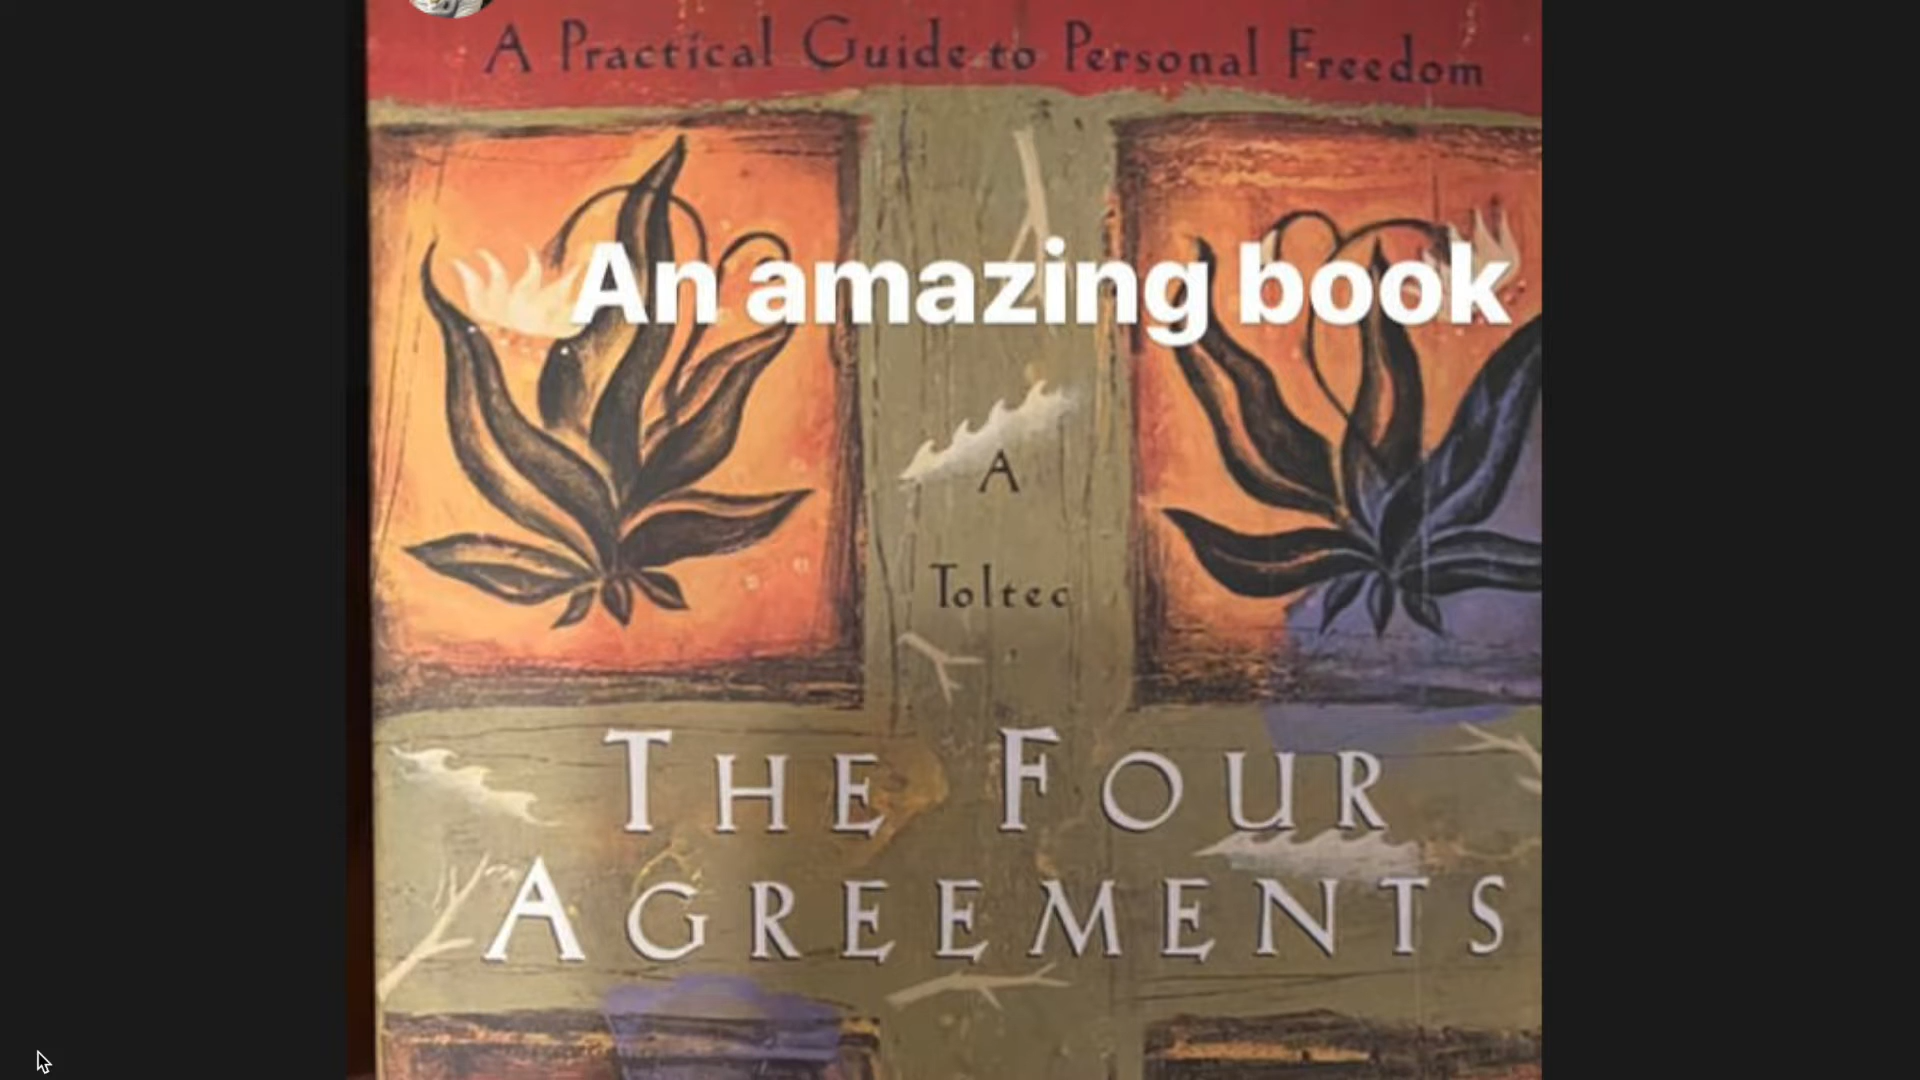 A Practical Guide to Personal Freedom
An amazing book
A
Toltec
THE FOUR
AGREEMENTS